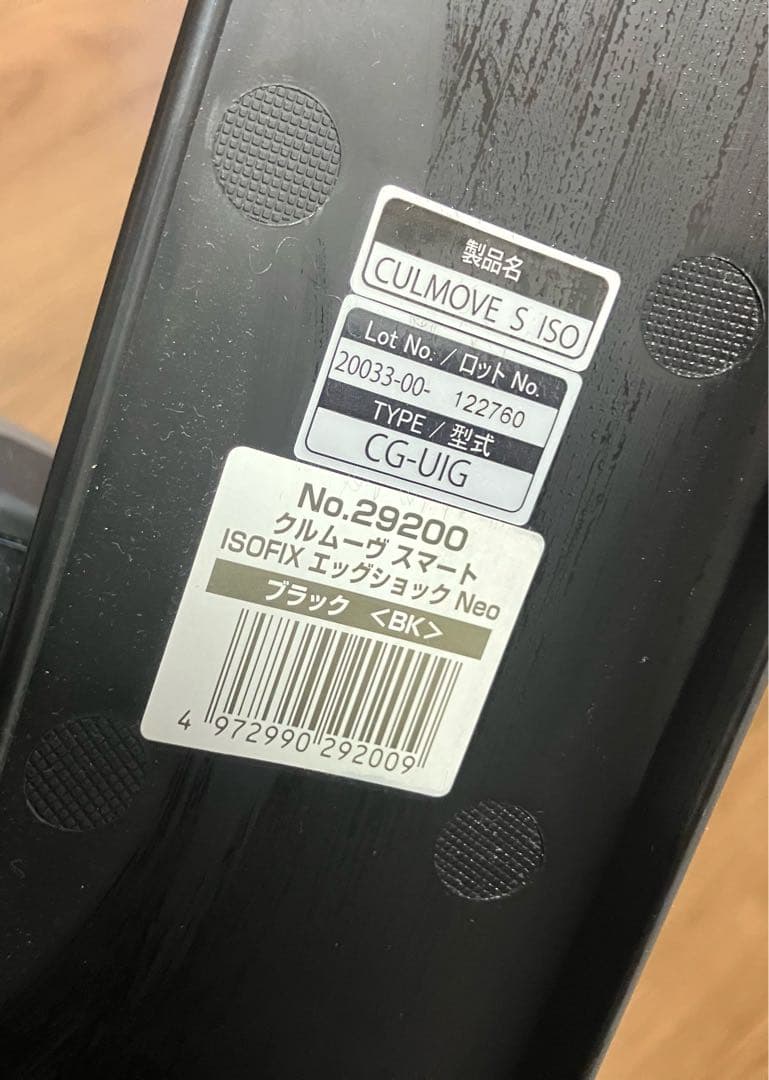 製品名
CULMOVE S ISO
Lot No. / ロット No.
20033-00- 122760
TYPE / 型式
CG-UIG
No.29200
クルムーヴ スマート
ISOFIX エッグショック Neo
ブラック <BK>
4 972990 292009